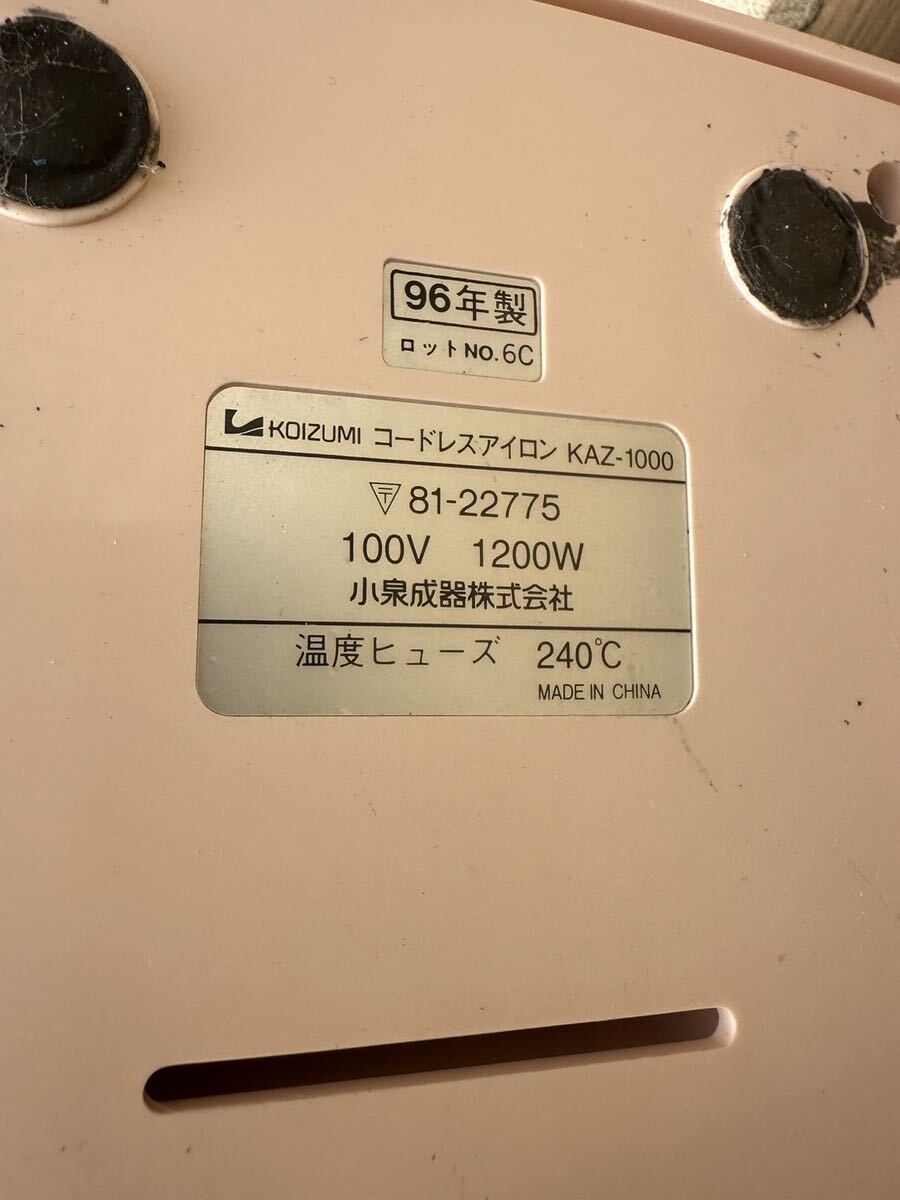 96年製
ロットNO.6C
KOIZUMI コードレスアイロン KAZ-1000
〒 81-22775
100V 1200W
小泉成器株式会社
温度ヒューズ 240℃
MADE IN CHINA